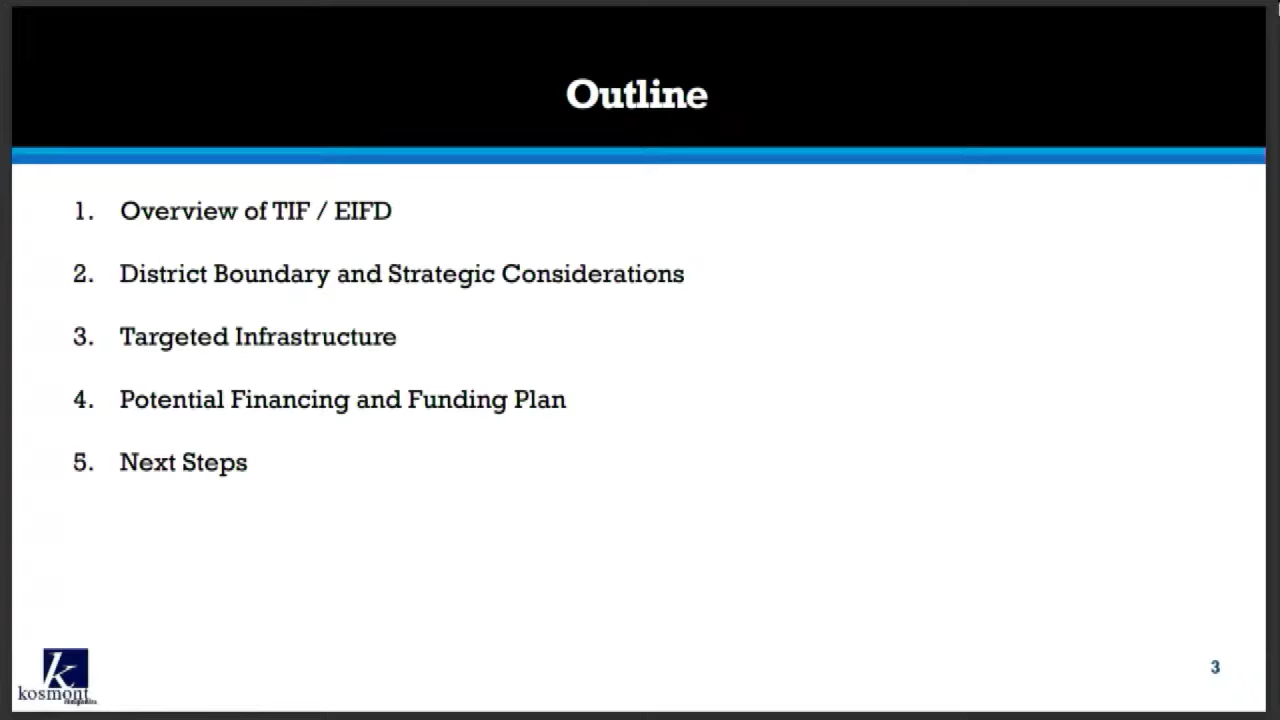 Outline
1. Overview of TIF / EIFD
2. District Boundary and Strategic Considerations
3. Targeted Infrastructure
4. Potential Financing and Funding Plan
5. Next Steps
k
kosmont
3